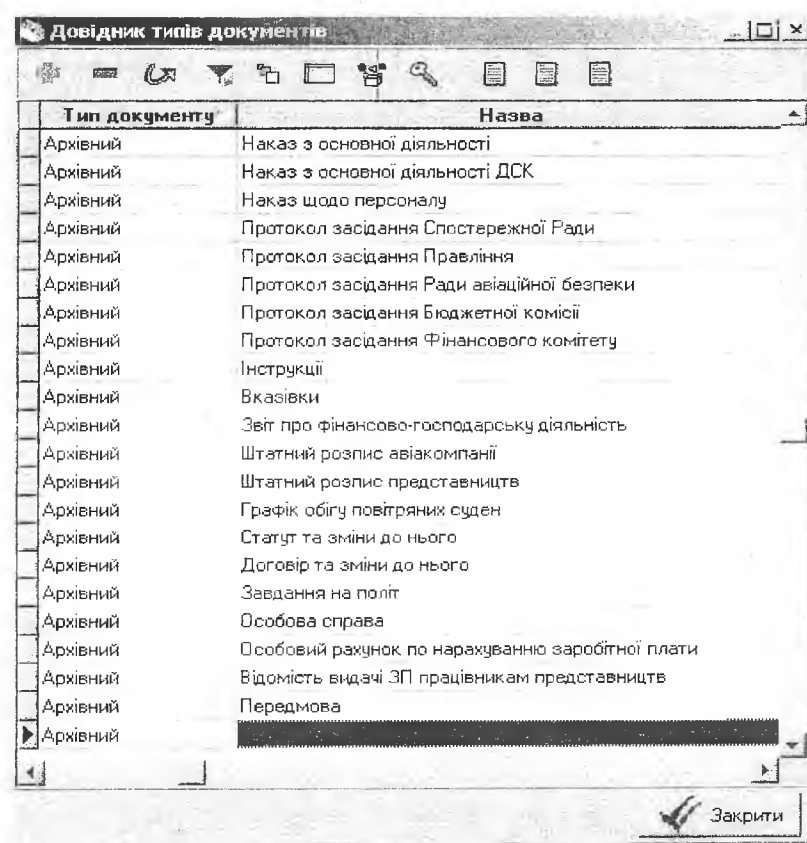 Довідник типів документів
Тип документу Назва
Архівний Наказ з основної діяльності
Архівний Наказ з основної діяльності ДСК
Архівний Наказ щодо персоналу
Архівний Протокол засідання Спостережної Ради
Архівний Протокол засідання Правління
Архівний Протокол засідання Ради авіаційної безпеки
Архівний Протокол засідання Бюджетної комісії
Архівний Протокол засідання Фінансового комітету
Архівний Інструкції
Архівний Вказівки
Архівний Звіт про фінансово-господарську діяльність
Архівний Штатний розпис авіакомпанії
Архівний Штатний розпис представництв
Архівний Графік обігу повітряних суден
Архівний Статут та зміни до нього
Архівний Договір та зміни до нього
Архівний Завдання на політ
Архівний Особова справа
Архівний Особовий рахунок по нарахуванню заробітної плати
Архівний Відомість видачі ЗП працівникам представництв
Архівний Передмова
Архівний
Закрити